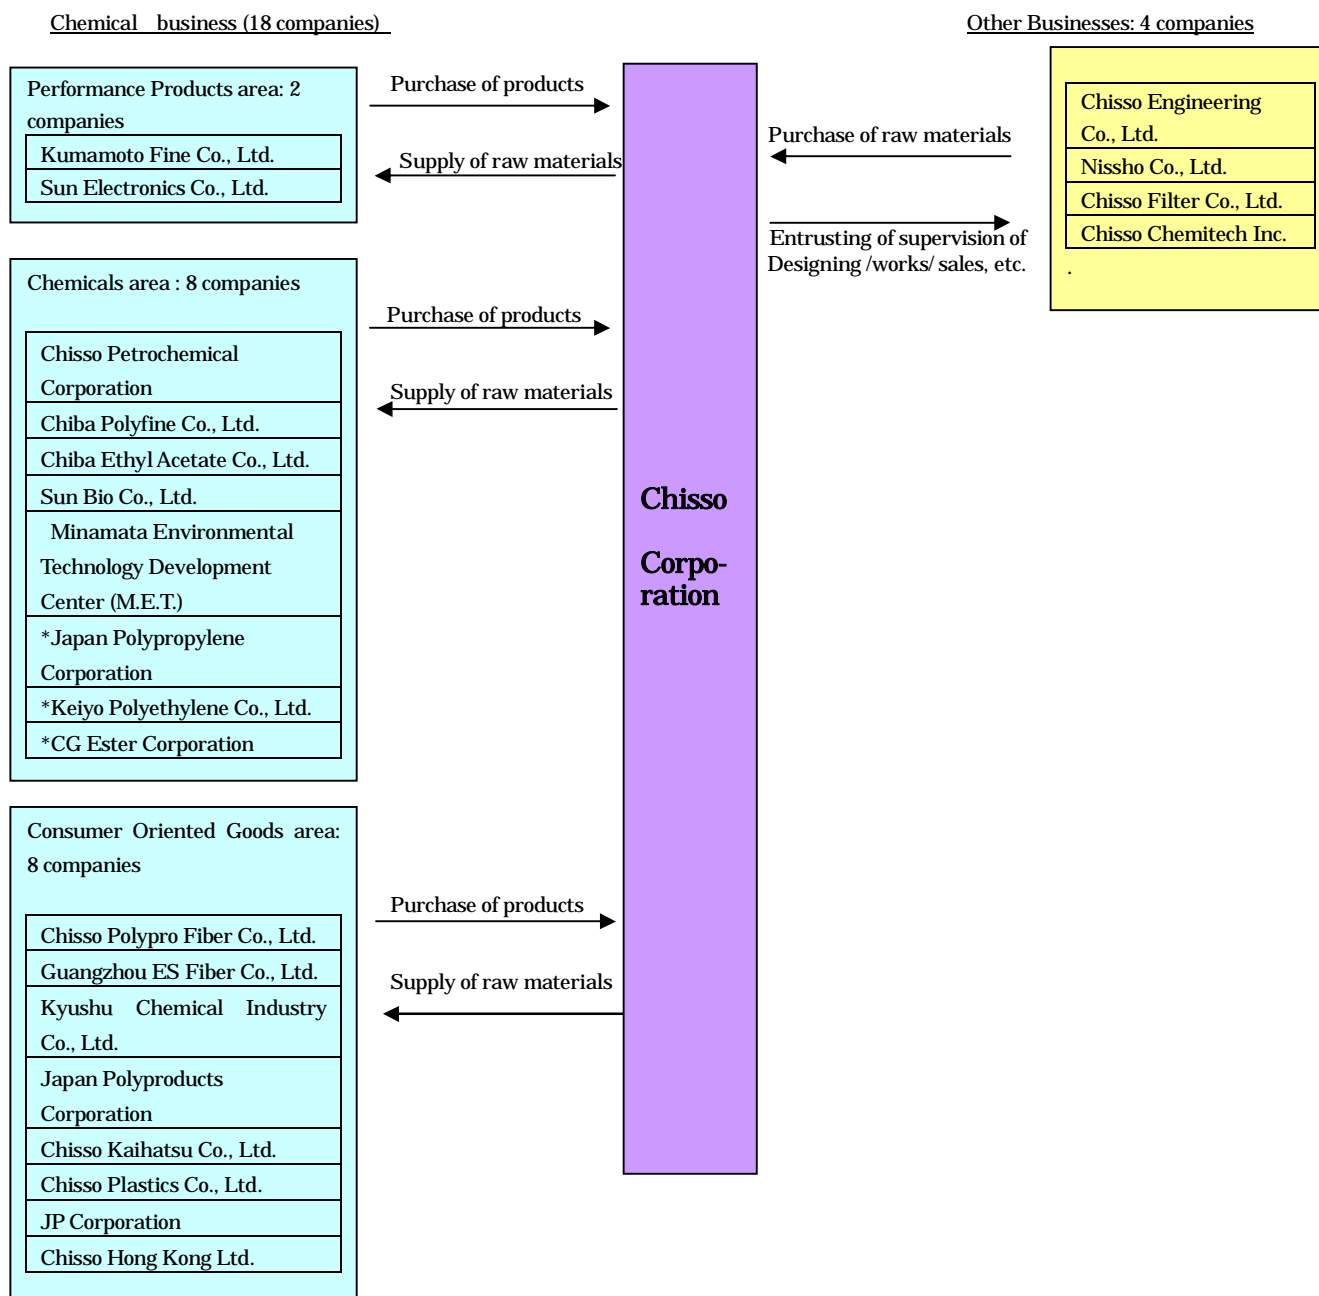 Chemical business (18 companies)
Other Businesses: 4 companies
Performance Products area: 2
companies
Kumamoto Fine Co., Ltd.
Sun Electronics Co., Ltd.
Purchase of products
Supply of raw materials
Chemicals area : 8 companies
Chisso Petrochemical
Corporation
Chiba Polyfine Co., Ltd.
Chiba Ethyl Acetate Co., Ltd.
Sun Bio Co., Ltd.
Minamata Environmental
Technology Development
Center (M.E.T.)
*Japan Polypropylene
Corporation
*Keiyo Polyethylene Co., Ltd.
*CG Ester Corporation
Purchase of products
Supply of raw materials
Consumer Oriented Goods area:
8 companies
Chisso Polypro Fiber Co., Ltd.
Guangzhou ES Fiber Co., Ltd.
Kyushu Chemical Industry
Co., Ltd.
Japan Polyproducts
Corporation
Chisso Kaihatsu Co., Ltd.
Chisso Plastics Co., Ltd.
JP Corporation
Chisso Hong Kong Ltd.
Purchase of products
Supply of raw materials
Chisso
Corpo-
ration
Purchase of raw materials
Entrusting of supervision of
Designing /works/ sales, etc.
Chisso Engineering
Co., Ltd.
Nissho Co., Ltd.
Chisso Filter Co., Ltd.
Chisso Chemitech Inc.
.